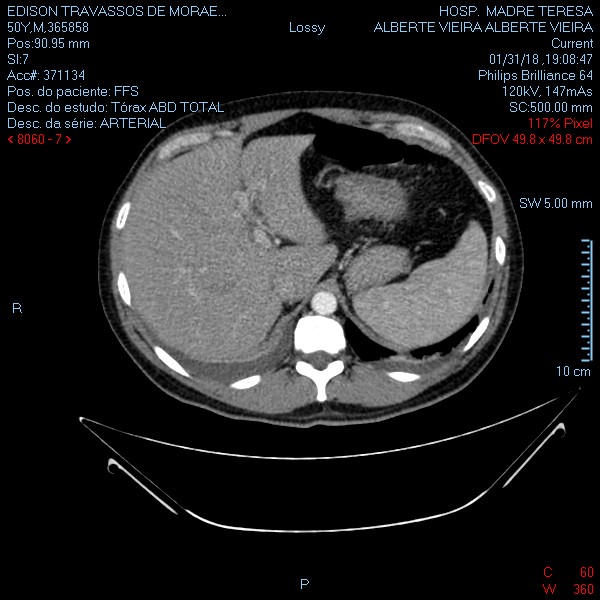 EDISON TRAVASSOS DE MORAE...
50Y,M,365858
Pos:90.95 mm
Sl:7
Acc#: 371134
Pos. do paciente: FFS
Desc. do estudo: Tórax ABD TOTAL
Desc. da série: ARTERIAL
< 8060 - 7 >
Lossy
HOSP. MADRE TERESA
ALBERTE VIEIRA ALBERTE VIEIRA
Current
01/31/18 ,19:08:47
Philips Brilliance 64
120kV, 147mAs
SC:500.00 mm
117% Pixel
DFOV 49.8 x 49.8 cm
SW 5.00 mm
R
10 cm
P
C 60
W 360